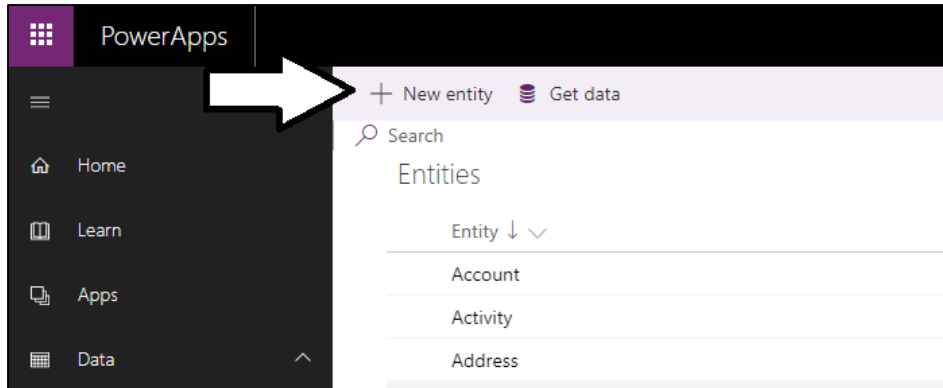 PowerApps
New entity Get data
Search
Entities
Home
Learn
Apps
Data
Entity
Account
Activity
Address